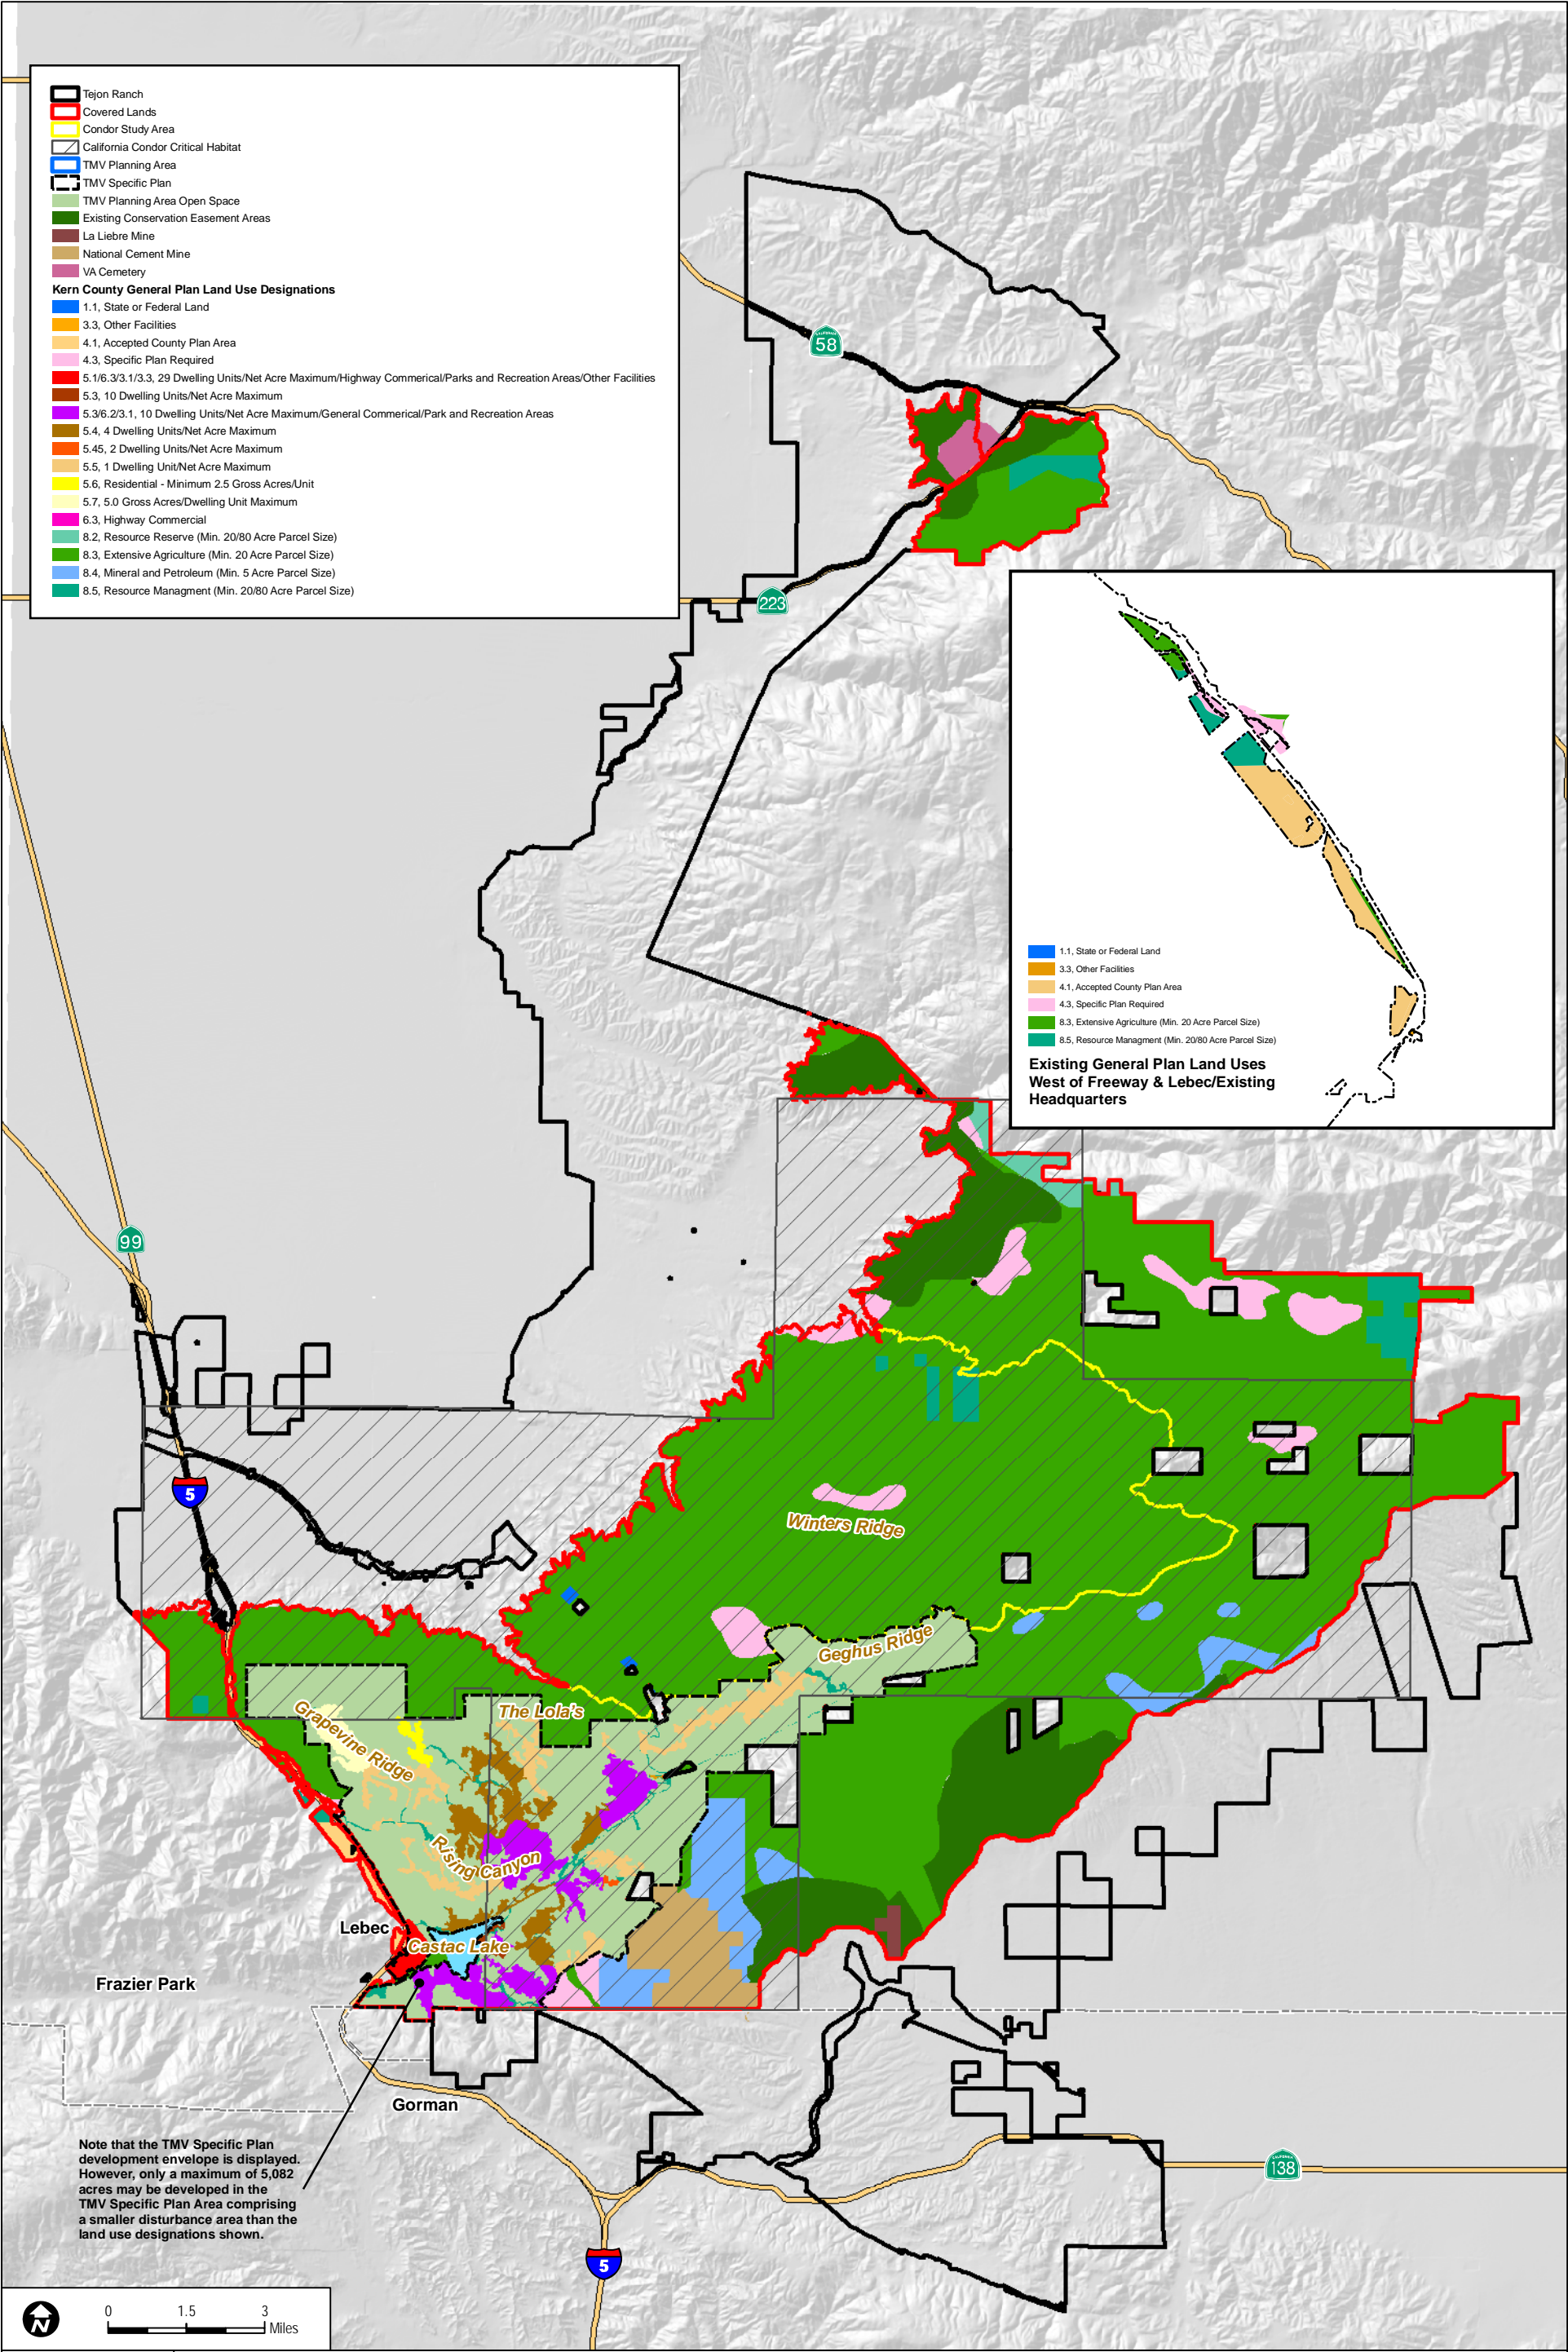 Tejon Ranch
Covered Lands
Condor Study Area
California Condor Critical Habitat
TMV Planning Area
TMV Specific Plan
TMV Planning Area Open Space
Existing Conservation Easement Areas
La Liebre Mine
National Cement Mine
VA Cemetery
Kern County General Plan Land Use Designations
1.1, State or Federal Land
3.3, Other Facilities
4.1, Accepted County Plan Area
4.3, Specific Plan Required
5.1/6.3/3.1/3.3, 29 Dwelling Units/Net Acre Maximum/Highway Commerical/Parks and Recreation Areas/Other Facilities
5.3, 10 Dwelling Units/Net Acre Maximum
5.3/6.2/3.1, 10 Dwelling Units/Net Acre Maximum/General Commerical/Park and Recreation Areas
5.4, 4 Dwelling Units/Net Acre Maximum
5.45, 2 Dwelling Units/Net Acre Maximum
5.5, 1 Dwelling Unit/Net Acre Maximum
5.6, Residential - Minimum 2.5 Gross Acres/Unit
5.7, 5.0 Gross Acres/Dwelling Unit Maximum
6.3, Highway Commercial
8.2, Resource Reserve (Min. 20/80 Acre Parcel Size)
8.3, Extensive Agriculture (Min. 20 Acre Parcel Size)
8.4, Mineral and Petroleum (Min. 5 Acre Parcel Size)
8.5, Resource Managment (Min. 20/80 Acre Parcel Size)
58
223
1.1, State or Federal Land
3.3, Other Facilities
4.1, Accepted County Plan Area
4.3, Specific Plan Required
8.3, Extensive Agriculture (Min. 20 Acre Parcel Size)
8.5, Resource Managment (Min. 20/80 Acre Parcel Size)
Existing General Plan Land Uses
West of Freeway & Lebec/Existing
Headquarters
99
5
Winters Ridge
Geghus Ridge
The Lola's
Grapevine Ridge
Rising Canyon
Lebec
Castac Lake
Frazier Park
Gorman
Note that the TMV Specific Plan
development envelope is displayed.
However, only a maximum of 5,082
acres may be developed in the
TMV Specific Plan Area comprising
a smaller disturbance area than the
land use designations shown.
CALIFORNIA
138
5
N
0 1.5 3
Miles